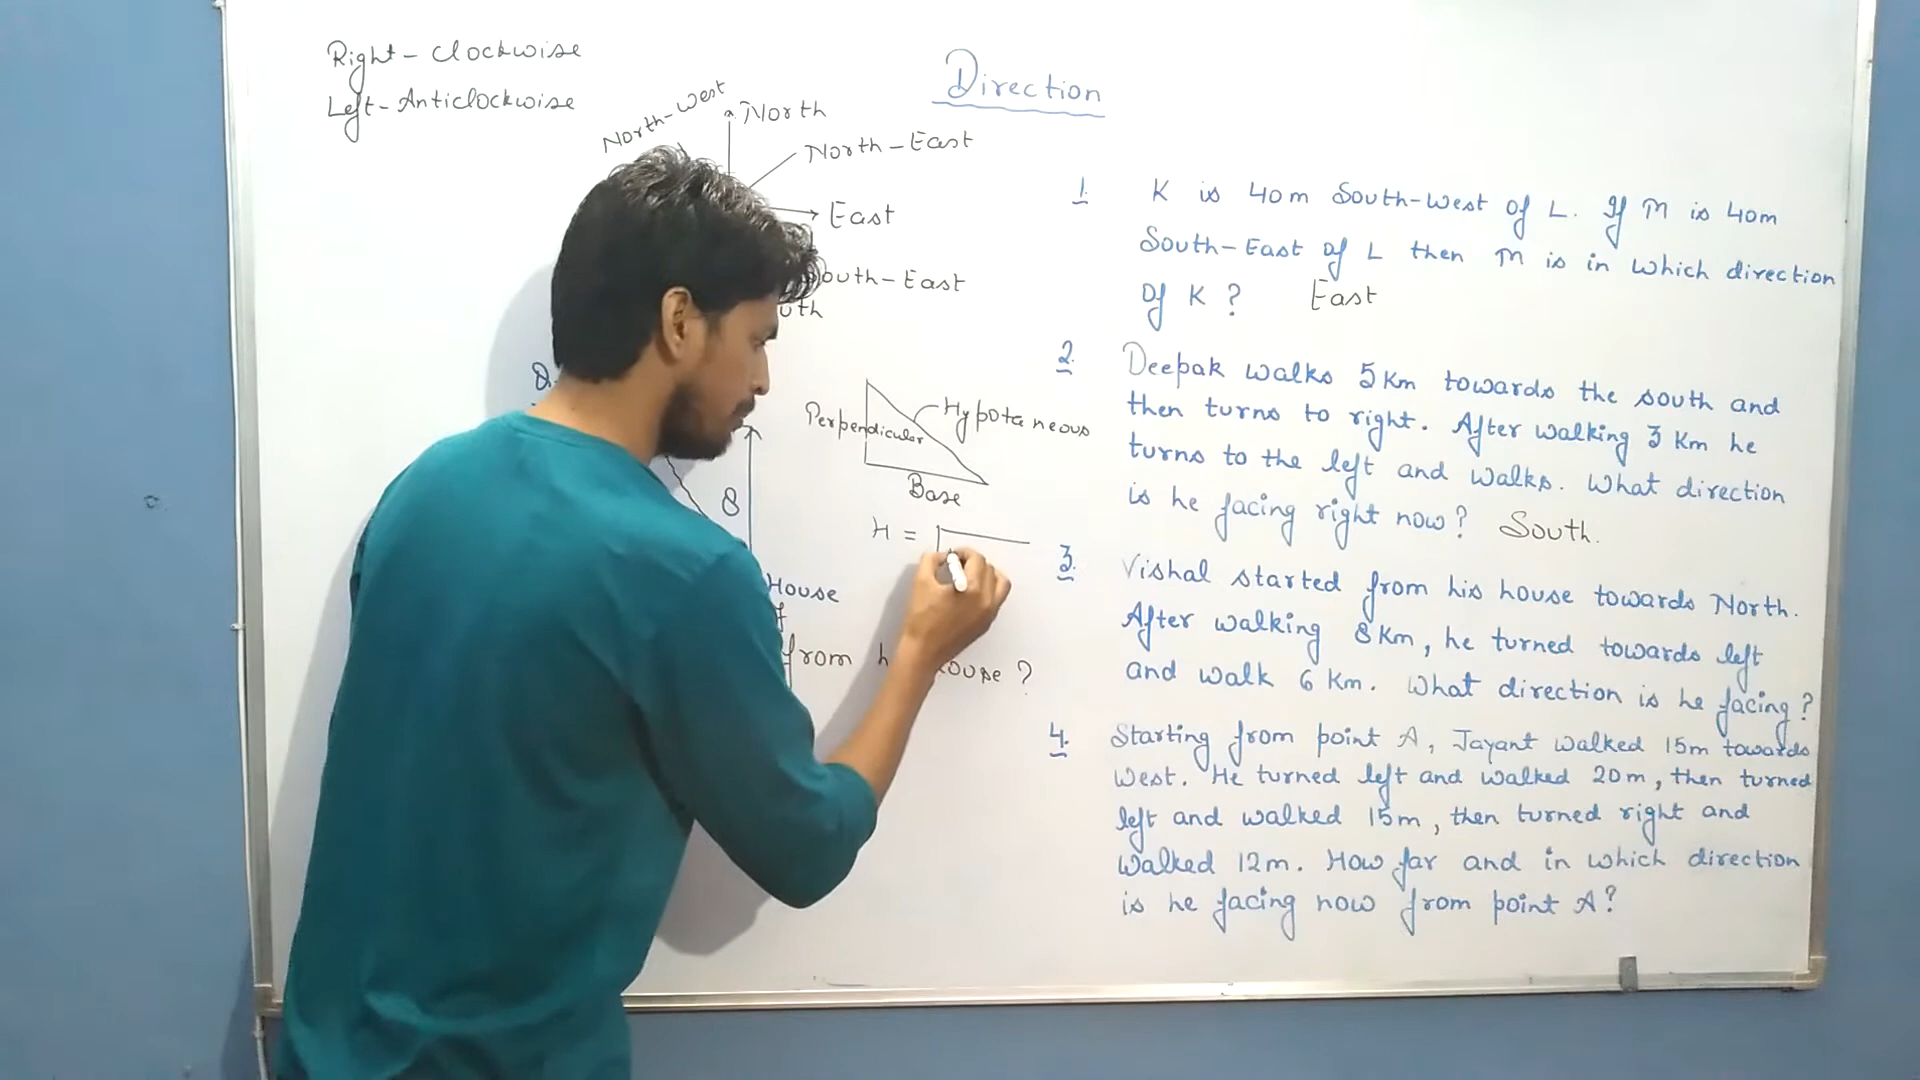 Right - Clockwise
Left - Anticlockwise
North-West
North
North-East
East
outh-East
uth
Perpendicular
Hypotaneous
Base
8
H =
House
from h ouse ?
Direction
1. K is 40m South-West of L. If M is 40m
South-East of L then M is in which direction
of K ? East
2. Deepak walks 5 Km towards the south and
then turns to right. After walking 3 Km he
turns to the left and walks. What direction
is he facing right now? South.
3. Vishal started from his house towards North.
After walking 8 Km, he turned towards left
and walk 6 Km. What direction is he facing?
4. Starting from point A, Jayant walked 15m towards
West. He turned left and walked 20m, then turned
left and walked 15m, then turned right and
walked 12m. How far and in which direction
is he facing now from point A?